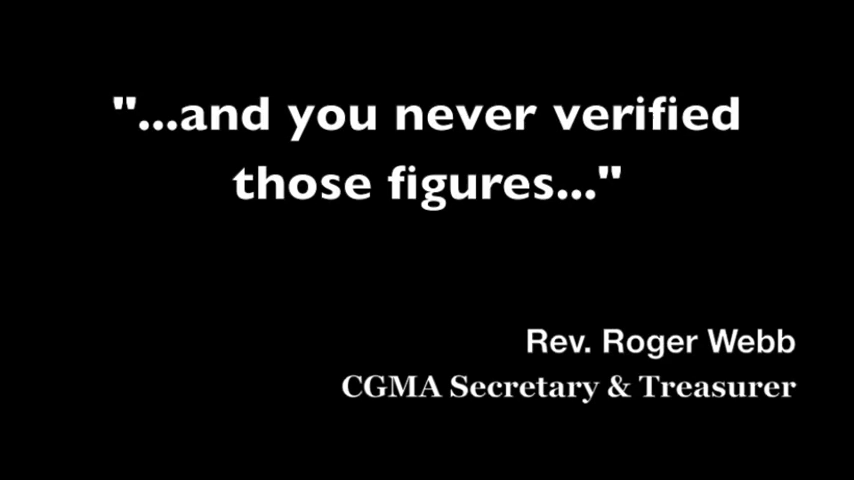 "...and you never verified
those figures..."
Rev. Roger Webb
CGMA Secretary & Treasurer